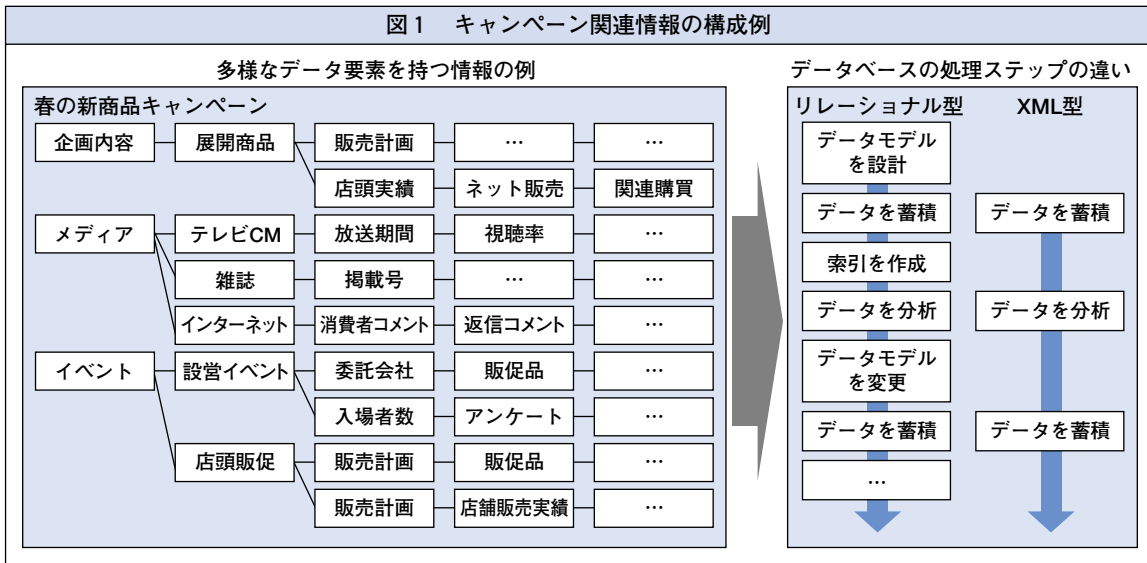 図1 キャンペーン関連情報の構成例
多様なデータ要素を持つ情報の例
春の新商品キャンペーン
企画内容 展開商品 販売計画 … …
店頭実績 ネット販売 関連購買
メディア テレビCM 放送期間 視聴率 …
雑誌 掲載号 … …
インターネット 消費者コメント 返信コメント …
イベント 設営イベント 委託会社 販促品 …
入場者数 アンケート …
店頭販促 販売計画 販促品 …
販売計画 店舗販売実績 …
データベースの処理ステップの違い
リレーショナル型 XML型
データモデル
を設計
データを蓄積 データを蓄積
索引を作成
データを分析 データを分析
データモデル
を変更
データを蓄積 データを蓄積
…